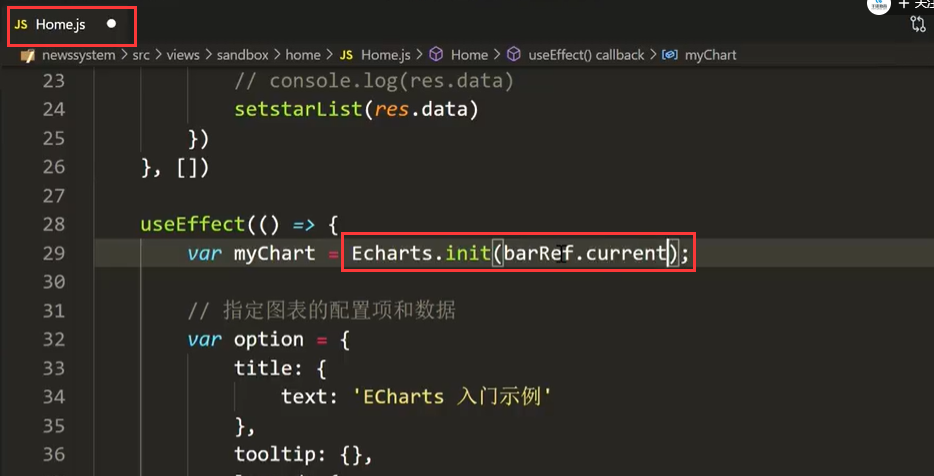 JS Home.js
+ 关注
newssystem > src > views > sandbox > home > JS Home.js > Home > useEffect() callback > myChart
23 // console.log(res.data)
24 setstarList(res.data)
25 })
26 }, [])
27
28 useEffect(() => {
29 var myChart = Echarts.init(barRef.current);
30
31 // 指定图表的配置项和数据
32 var option = {
33 title: {
34 text: 'ECharts 入门示例'
35 },
36 tooltip: {},